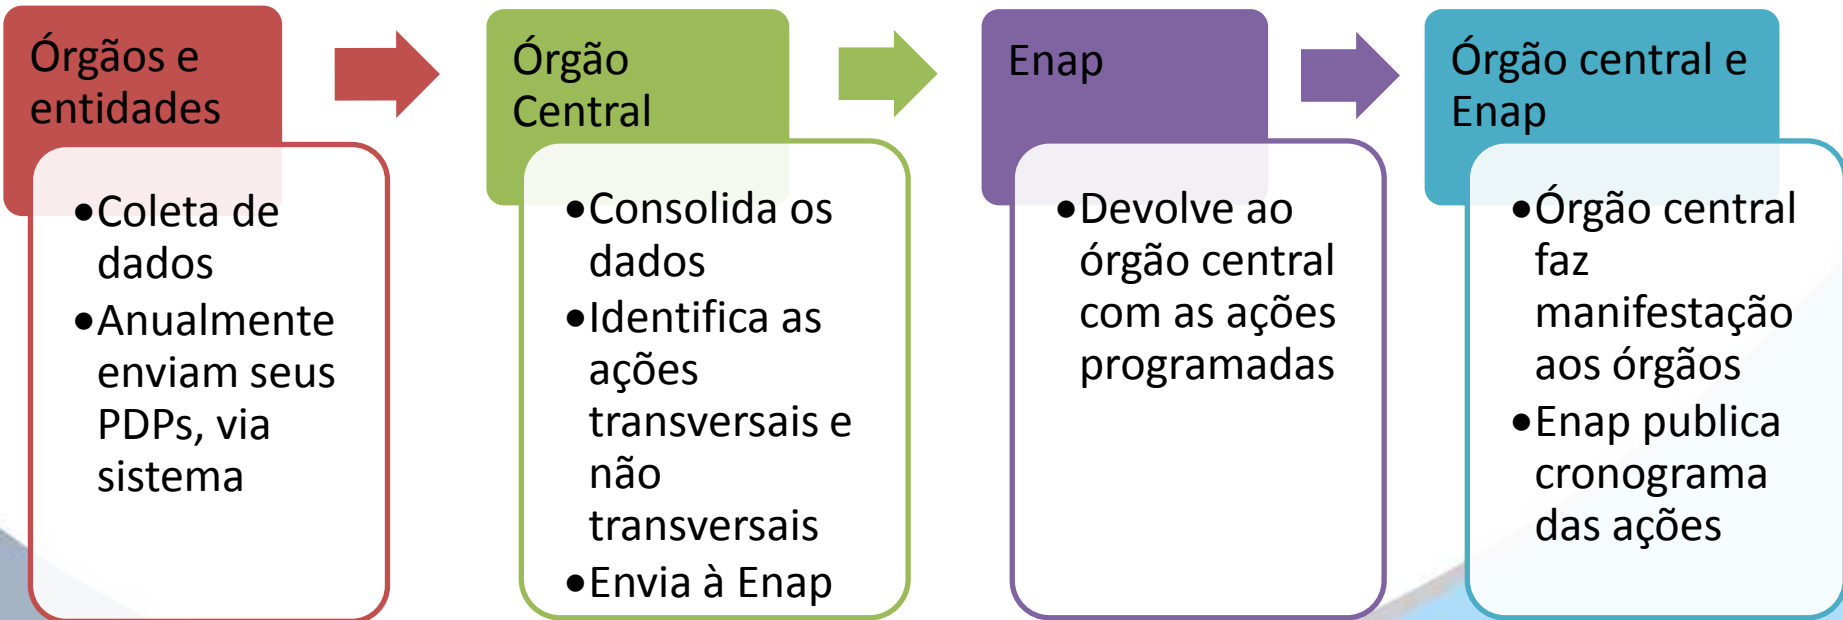 Órgãos e
entidades
•Coleta de
dados
•Anualmente
enviam seus
PDPs, via
sistema
Órgão
Central
•Consolida os
dados
•Identifica as
ações
transversais e
não
transversais
•Envia à Enap
Enap
•Devolve ao
órgão central
com as ações
programadas
Órgão central e
Enap
•Órgão central
faz
manifestação
aos órgãos
•Enap publica
cronograma
das ações